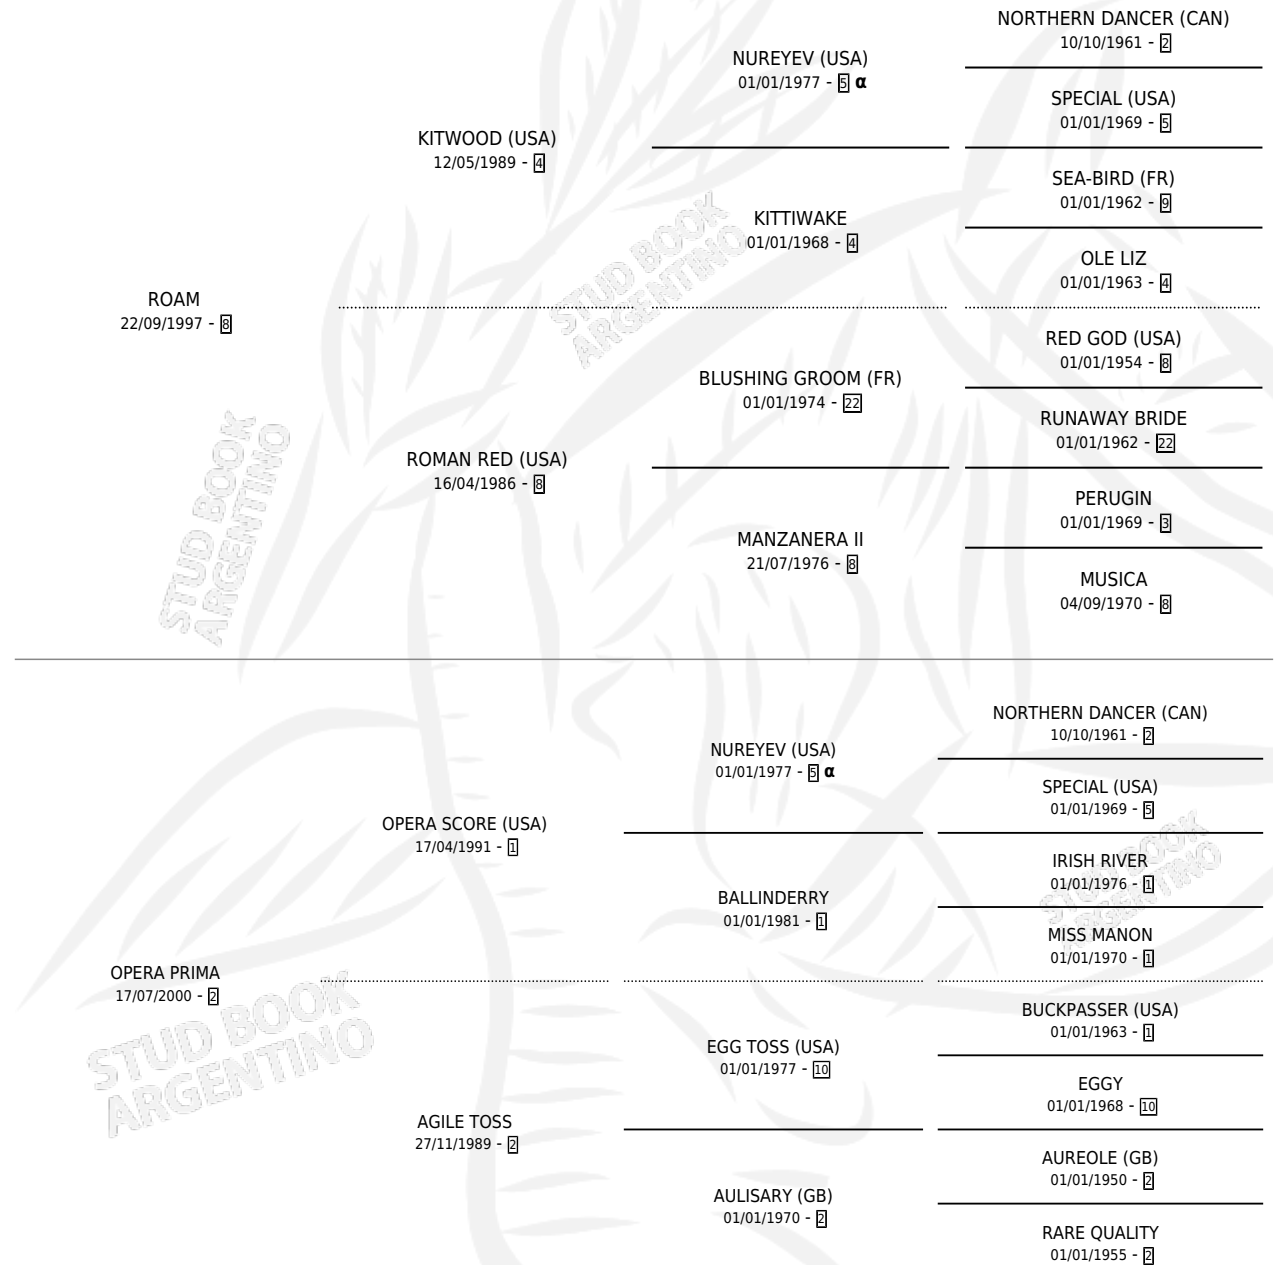 NORTHERN DANCER (CAN)
10/10/1961 - 2
NUREYEV (USA)
01/01/1977 - 5 α
SPECIAL (USA)
01/01/1969 - 5
KITWOOD (USA)
12/05/1989 - 4
SEA-BIRD (FR)
01/01/1962 - 9
KITTIWAKE
01/01/1968 - 4
OLE LIZ
01/01/1963 - 4
ROAM
22/09/1997 - 8
RED GOD (USA)
01/01/1954 - 8
BLUSHING GROOM (FR)
01/01/1974 - 22
RUNAWAY BRIDE
01/01/1962 - 22
ROMAN RED (USA)
16/04/1986 - 8
PERUGIN
01/01/1969 - 3
MANZANERA II
21/07/1976 - 8
MUSICA
04/09/1970 - 8
STUD BOOK
ARGENTINO
STUD BOOK
ARGENTINO
NORTHERN DANCER (CAN)
10/10/1961 - 2
NUREYEV (USA)
01/01/1977 - 5 α
SPECIAL (USA)
01/01/1969 - 5
OPERA SCORE (USA)
17/04/1991 - 1
IRISH RIVER
01/01/1976 - 1
BALLINDERRY
01/01/1981 - 1
MISS MANON
01/01/1970 - 1
OPERA PRIMA
17/07/2000 - 2
BUCKPASSER (USA)
01/01/1963 - 1
EGG TOSS (USA)
01/01/1977 - 10
EGGY
01/01/1968 - 10
AGILE TOSS
27/11/1989 - 2
AUREOLE (GB)
01/01/1950 - 2
AULISARY (GB)
01/01/1970 - 2
RARE QUALITY
01/01/1955 - 2
STUD BOOK
ARGENTINO
STUD BOOK
ARGENTINO